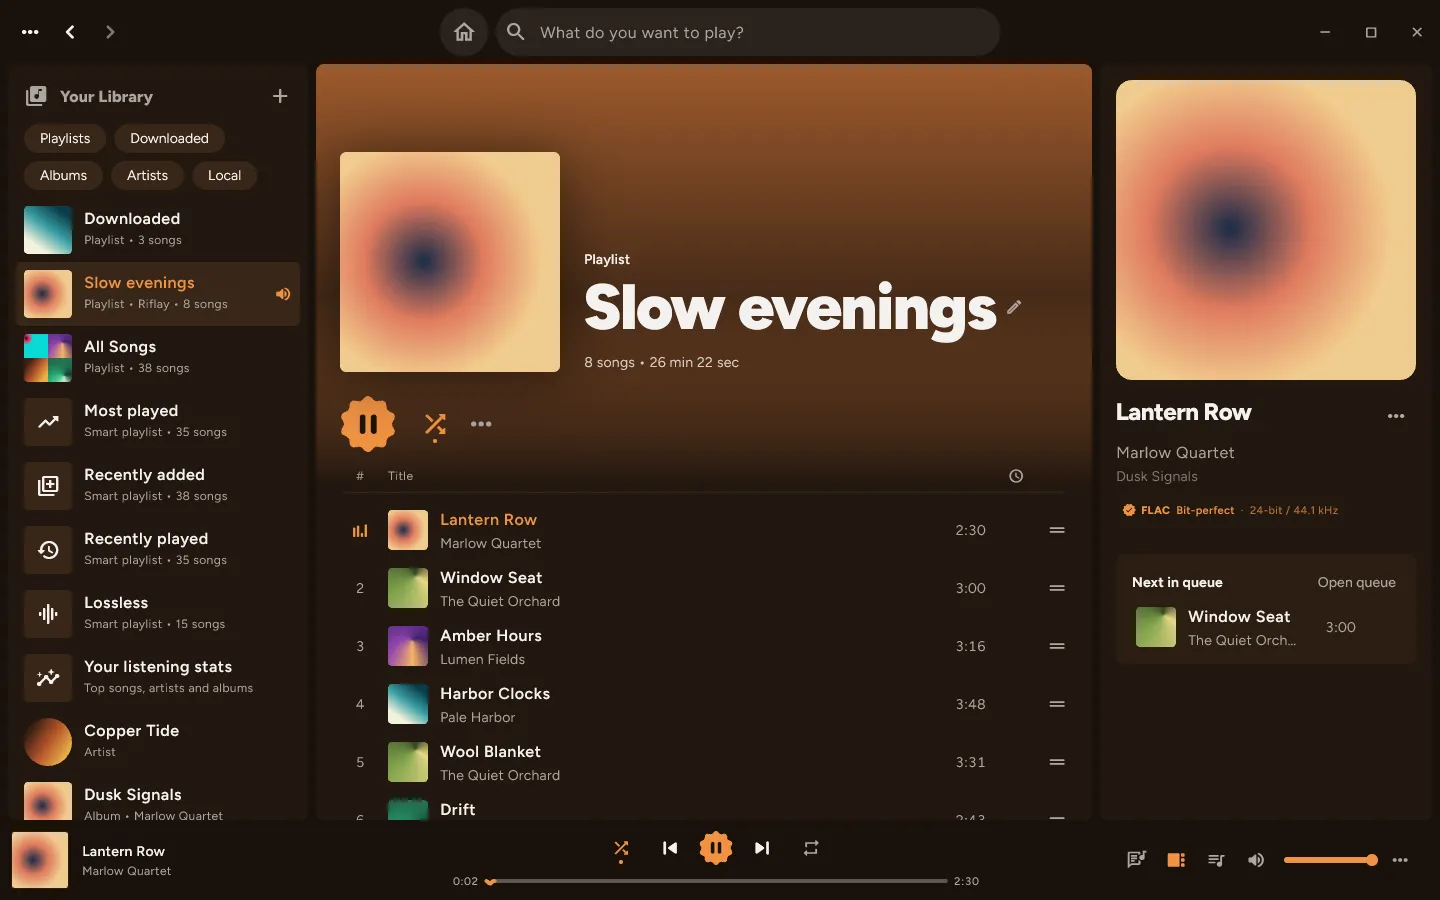 What do you want to play?
Your Library
Playlists
Downloaded
Albums
Artists
Local
Downloaded
Playlist • 3 songs
Slow evenings
Playlist • Riflay • 8 songs
All Songs
Playlist • 38 songs
Most played
Smart playlist • 35 songs
Recently added
Smart playlist • 38 songs
Recently played
Smart playlist • 35 songs
Lossless
Smart playlist • 15 songs
Your listening stats
Top songs, artists and albums
Copper Tide
Artist
Dusk Signals
Album • Marlow Quartet
Playlist
Slow evenings
8 songs • 26 min 22 sec
# Title
Lantern Row
Marlow Quartet
2:30
2
Window Seat
The Quiet Orchard
3:00
3
Amber Hours
Lumen Fields
3:16
4
Harbor Clocks
Pale Harbor
3:48
5
Wool Blanket
The Quiet Orchard
3:31
6
Drift
2:43
Lantern Row
Marlow Quartet
Dusk Signals
FLAC Bit-perfect · 24-bit / 44.1 kHz
Next in queue
Open queue
Window Seat
The Quiet Orch...
3:00
Lantern Row
Marlow Quartet
0:02
2:30